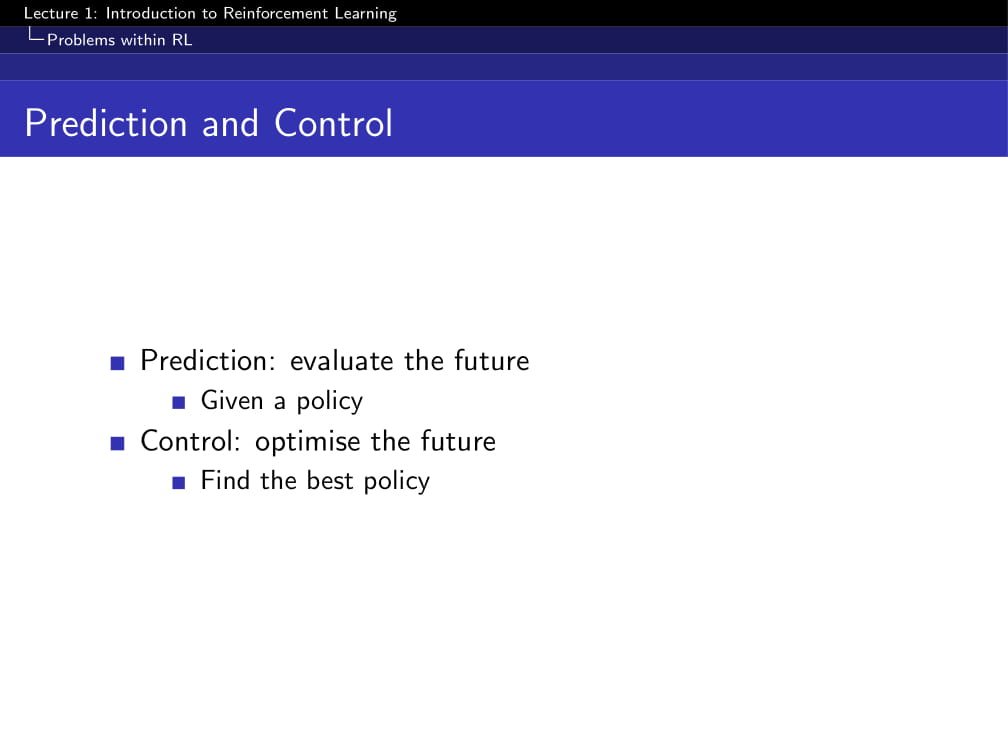 Lecture 1: Introduction to Reinforcement Learning
Problems within RL
Prediction and Control
Prediction: evaluate the future
Given a policy
Control: optimise the future
Find the best policy